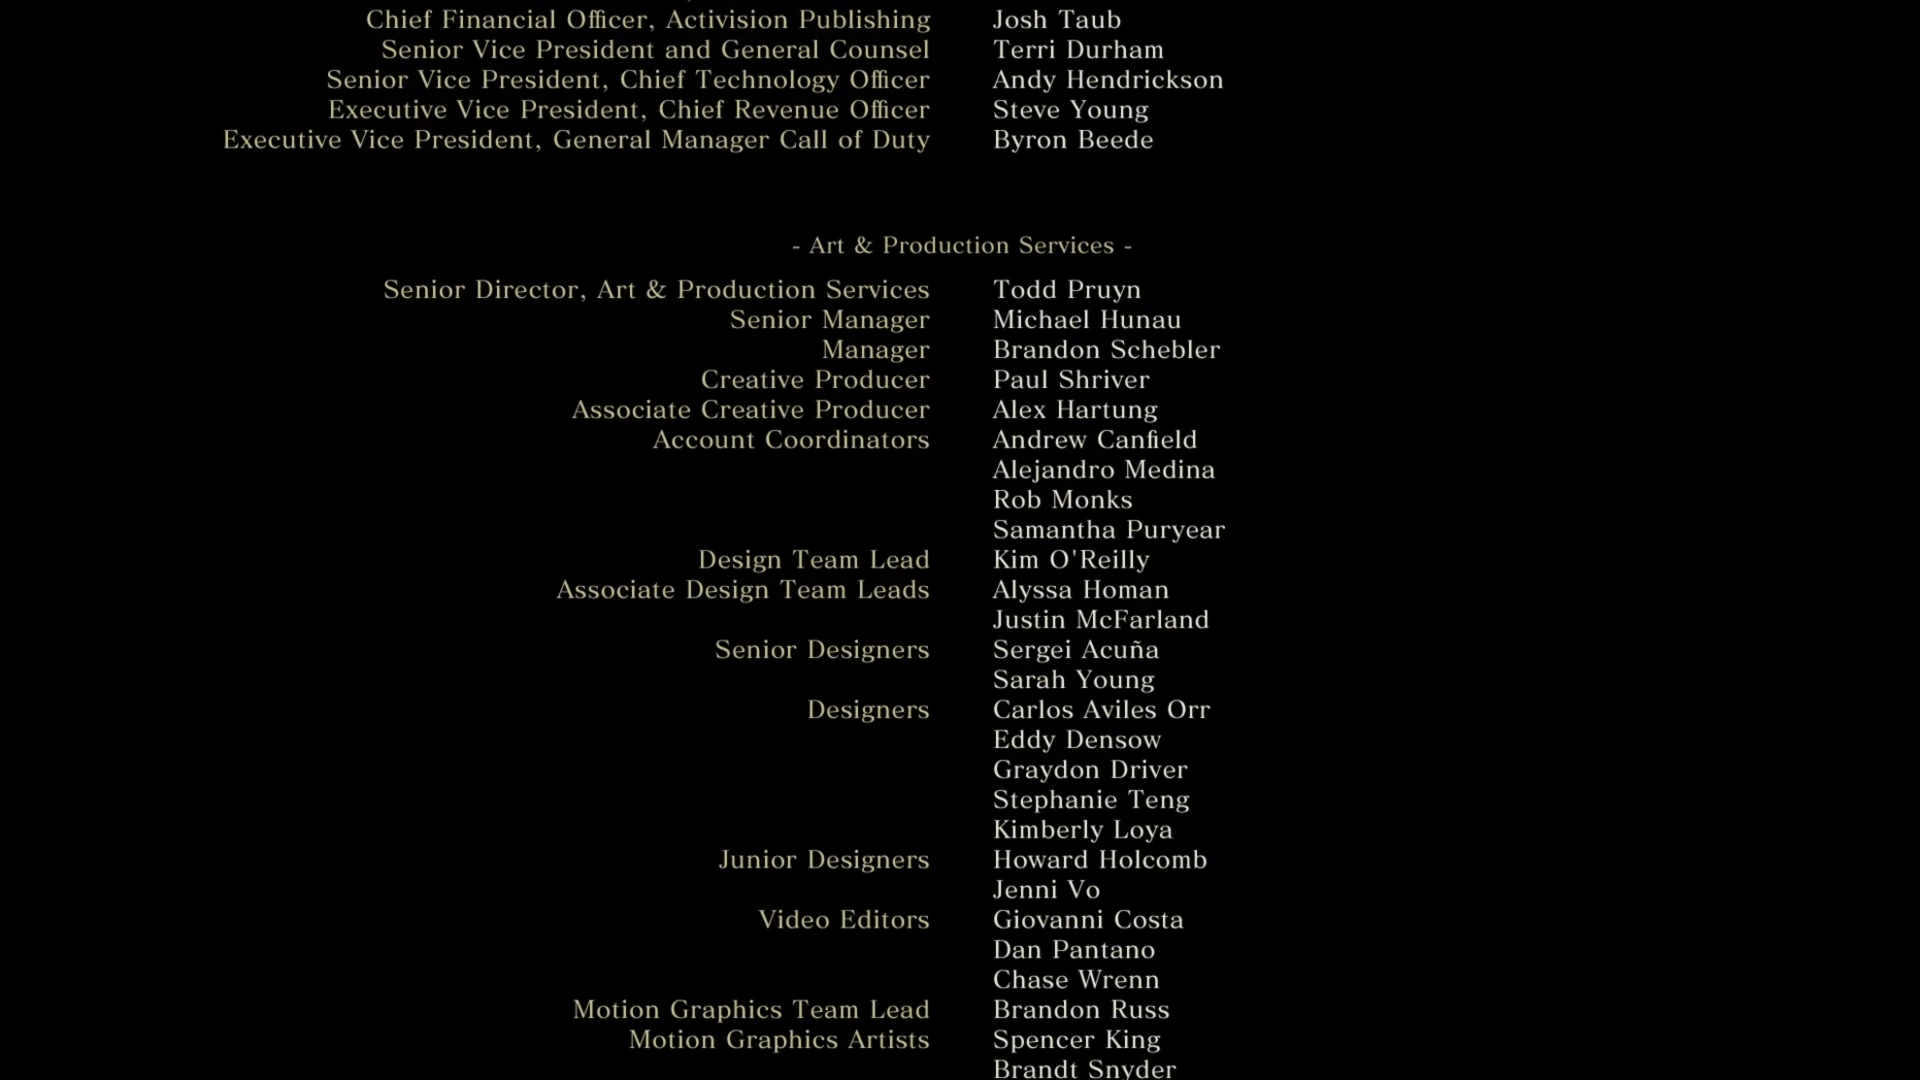 Chief Financial Officer, Activision Publishing Josh Taub
Senior Vice President and General Counsel Terri Durham
Senior Vice President, Chief Technology Officer Andy Hendrickson
Executive Vice President, Chief Revenue Officer Steve Young
Executive Vice President, General Manager Call of Duty Byron Beede
- Art & Production Services -
Senior Director, Art & Production Services Todd Pruyn
Senior Manager Michael Hunau
Manager Brandon Schebler
Creative Producer Paul Shriver
Associate Creative Producer Alex Hartung
Account Coordinators Andrew Canfield
Alejandro Medina
Rob Monks
Samantha Puryear
Design Team Lead Kim O'Reilly
Associate Design Team Leads Alyssa Homan
Justin McFarland
Senior Designers Sergei Acuña
Sarah Young
Designers Carlos Aviles Orr
Eddy Densow
Graydon Driver
Stephanie Teng
Kimberly Loya
Junior Designers Howard Holcomb
Jenni Vo
Video Editors Giovanni Costa
Dan Pantano
Chase Wrenn
Motion Graphics Team Lead Brandon Russ
Motion Graphics Artists Spencer King
Brandt Snyder